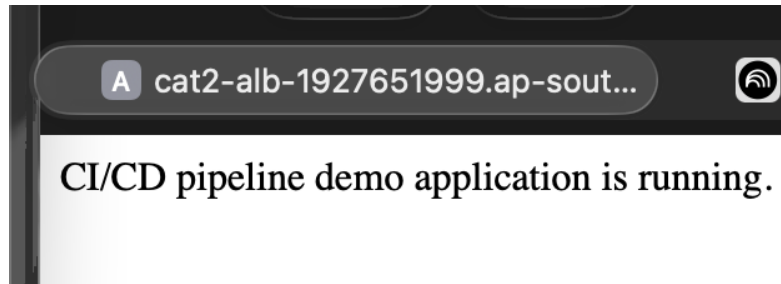 A cat2-alb-1927651999.ap-sout...
CI/CD pipeline demo application is running.